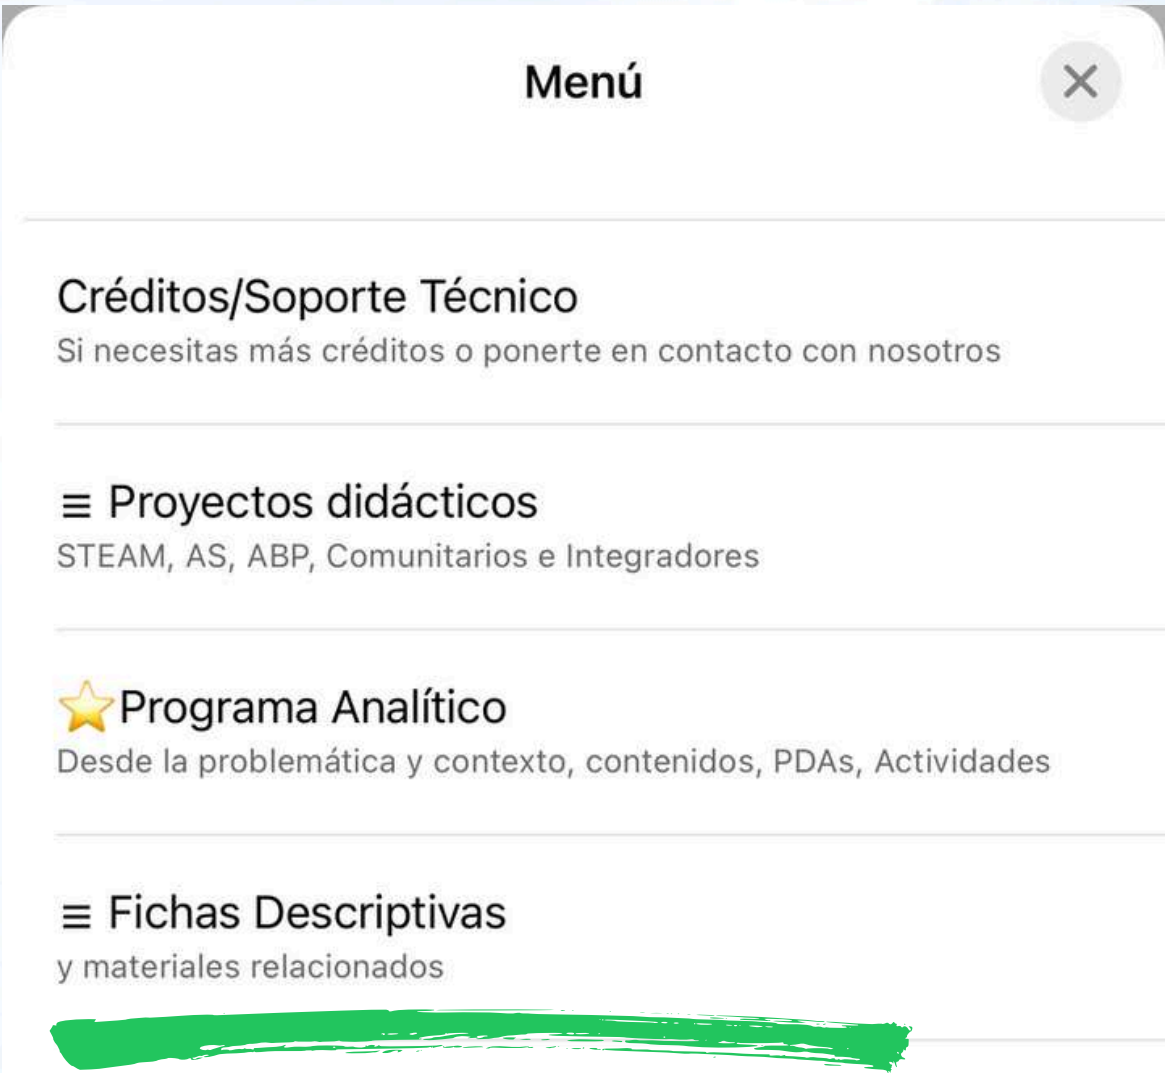 Menú
Créditos/Soporte Técnico
Si necesitas más créditos o ponerte en contacto con nosotros
≡ Proyectos didácticos
STEAM, AS, ABP, Comunitarios e Integradores
⭐Programa Analítico
Desde la problemática y contexto, contenidos, PDAs, Actividades
≡ Fichas Descriptivas
y materiales relacionados